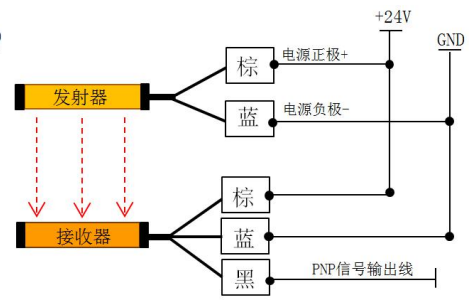 +24V
GND
棕
电源正极+
发射器
蓝
电源负极-
棕
接收器
蓝
黑
PNP信号输出线